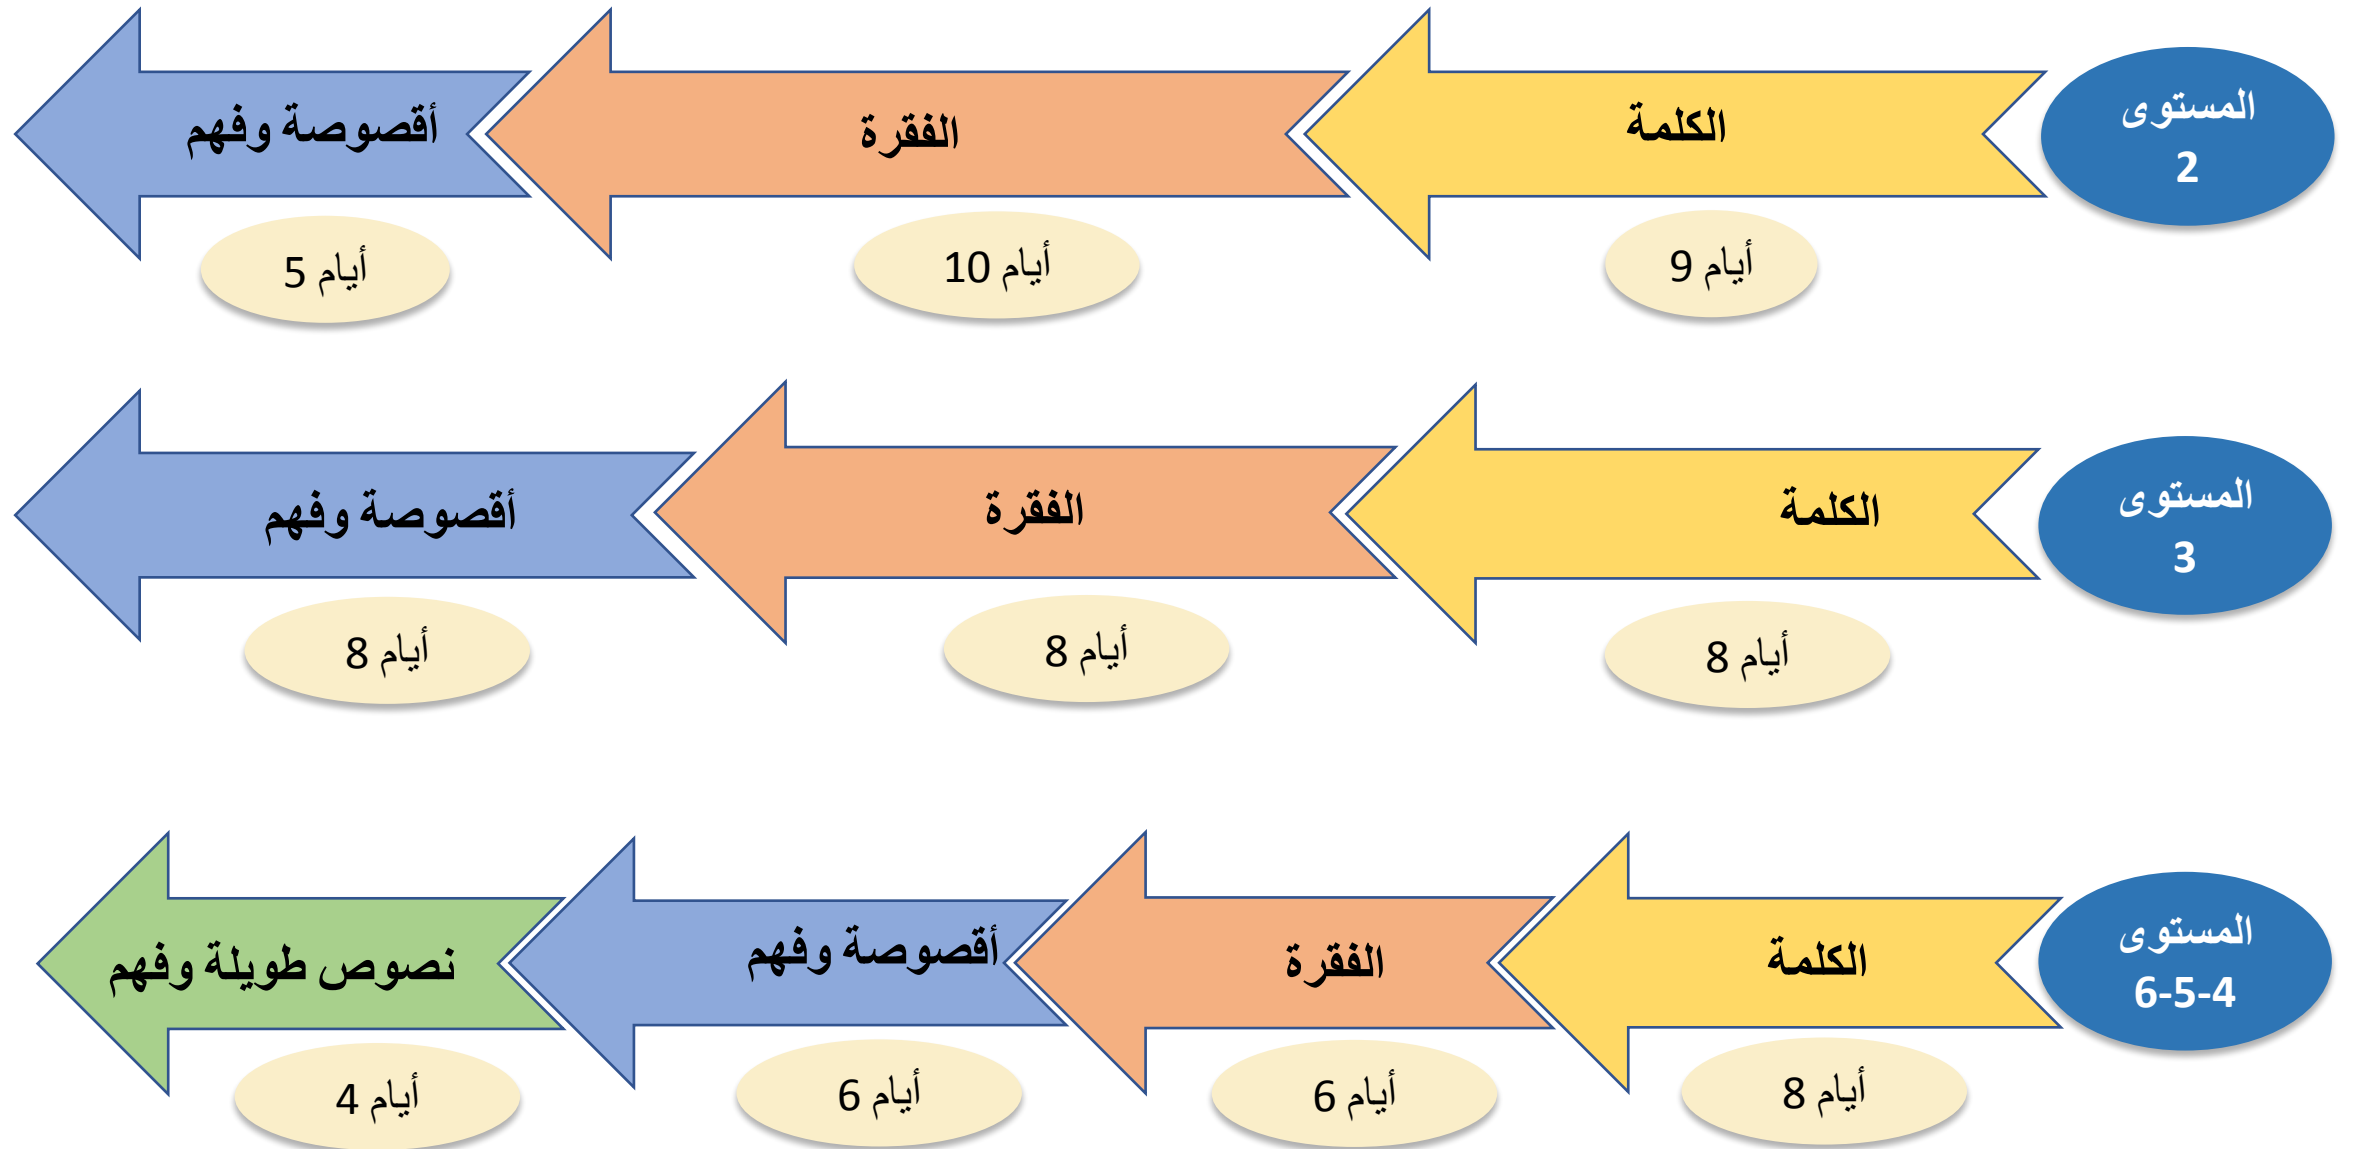 المستوى
2
الكلمة
الفقرة
أقصوصة وفهم
9 أيام
10 أيام
5 أيام
المستوى
3
الكلمة
الفقرة
أقصوصة وفهم
8 أيام
8 أيام
8 أيام
المستوى
6-5-4
الكلمة
الفقرة
أقصوصة وفهم
نصوص طويلة وفهم
8 أيام
6 أيام
6 أيام
4 أيام